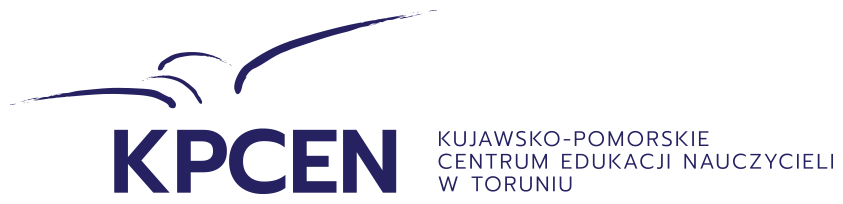 KPCEN
KUJAWSKO-POMORSKIE
CENTRUM EDUKACJI NAUCZYCIELI
W TORUNIU